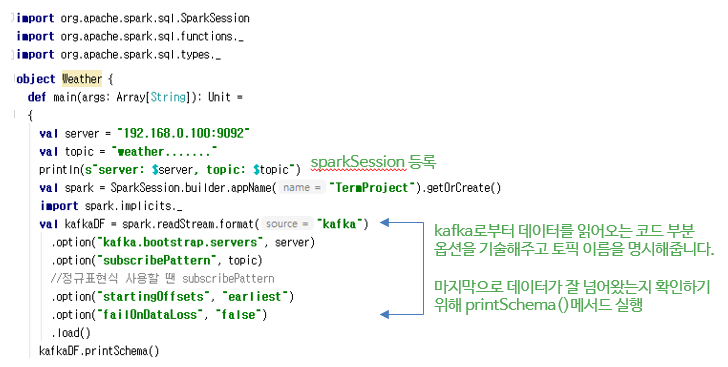 import org.apache.spark.sql.SparkSession
import org.apache.spark.sql.functions._
import org.apache.spark.sql.types._
object Weather {
def main(args: Array[String]): Unit =
{
val server = "192.168.0.100:9092"
val topic = "weather......."
println(s"server: $server, topic: $topic")
sparkSession 등록
val spark = SparkSession.builder.appName( name = "TermProject").getOrCreate()
import spark.implicits._
val kafkaDF = spark.readStream.format( source = "kafka")
.option("kafka.bootstrap.servers", server)
.option("subscribePattern", topic)
//정규표현식 사용할 땐 subscribePattern
.option("startingOffsets", "earliest")
.option("failOnDataLoss", "false")
.load()
kafkaDF.printSchema()
kafka로부터 데이터를 읽어오는 코드 부분
옵션을 기술해주고 토픽 이름을 명시해줍니다.
마지막으로 데이터가 잘 넘어왔는지 확인하기
위해 printSchema()메서드 실행